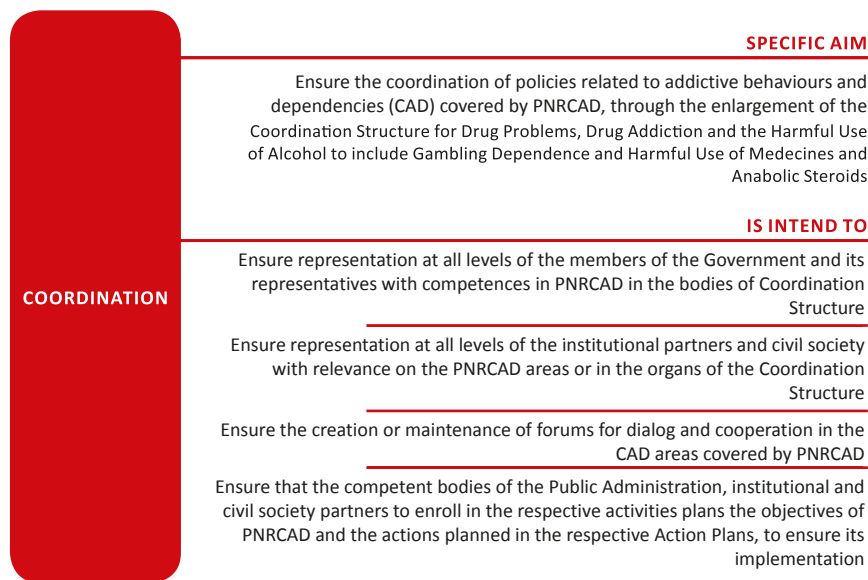 SPECIFIC AIM
Ensure the coordination of policies related to addictive behaviours and
dependencies (CAD) covered by PNRCAD, through the enlargement of the
Coordination Structure for Drug Problems, Drug Addiction and the Harmful Use
of Alcohol to include Gambling Dependence and Harmful Use of Medecines and
Anabolic Steroids
IS INTEND TO
COORDINATION
Ensure representation at all levels of the members of the Government and its
representatives with competences in PNRCAD in the bodies of Coordination
Structure
Ensure representation at all levels of the institutional partners and civil society
with relevance on the PNRCAD areas or in the organs of the Coordination
Structure
Ensure the creation or maintenance of forums for dialog and cooperation in the
CAD areas covered by PNRCAD
Ensure that the competent bodies of the Public Administration, institutional and
civil society partners to enroll in the respective activities plans the objectives of
PNRCAD and the actions planned in the respective Action Plans, to ensure its
implementation